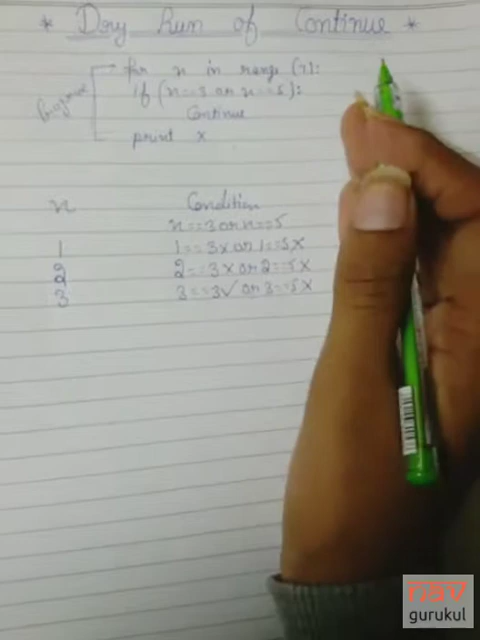 * Dry Run of Continue *
for x in range (7):
if (x==3 or x==5):
Continue
print x
Program
x Condition
x==3 or x==5
1 1==3 x or 1==5 x
2 2==3 x or 2==5 x
3 3==3 ✓ or 3==5 x
nav
gurukul